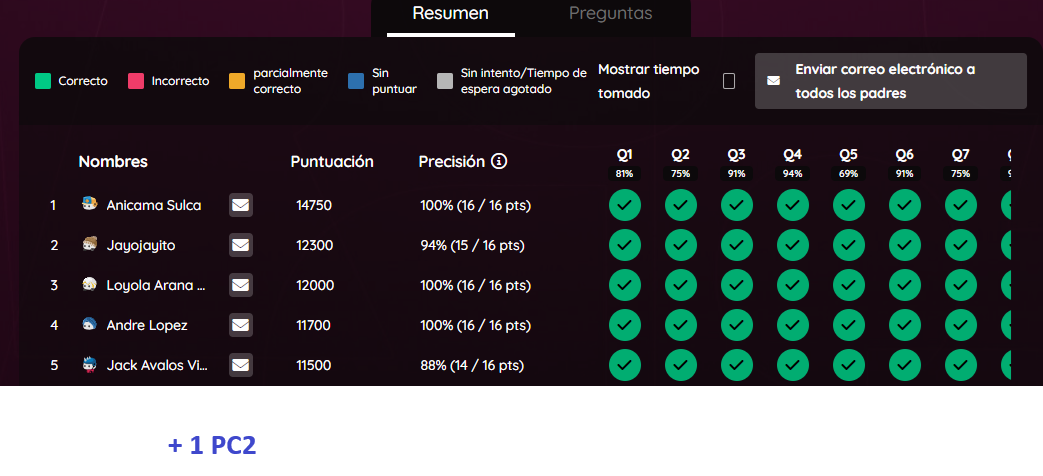 Resumen Preguntas
Correcto Incorrecto parcialmente correcto Sin puntuar Sin intento/Tiempo de espera agotado Mostrar tiempo tomado Enviar correo electrónico a todos los padres
Nombres Puntuación Precisión Q1 Q2 Q3 Q4 Q5 Q6 Q7
81% 75% 91% 94% 69% 91% 75%
1 Anicama Sulca 14750 100% (16 / 16 pts)
2 Jayojayito 12300 94% (15 / 16 pts)
3 Loyola Arana ... 12000 100% (16 / 16 pts)
4 Andre Lopez 11700 100% (16 / 16 pts)
5 Jack Avalos Vi... 11500 88% (14 / 16 pts)
+ 1 PC2